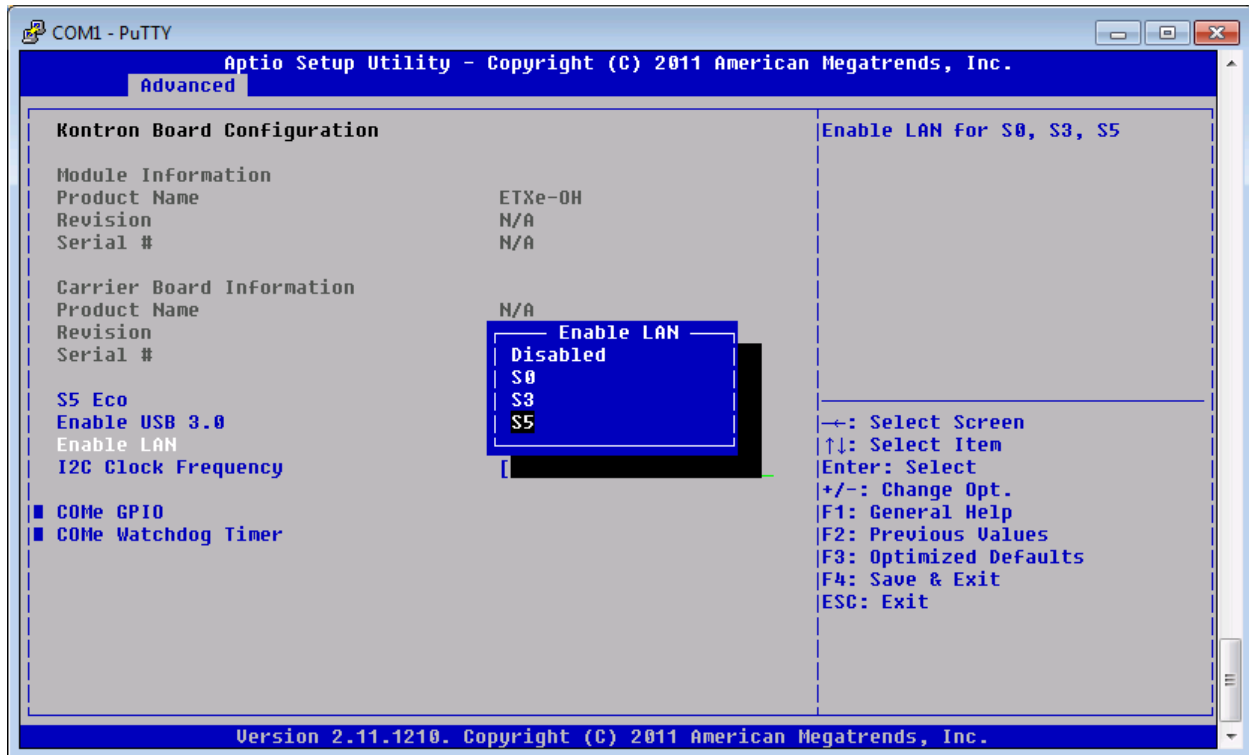 COM1 - PuTTY
Aptio Setup Utility - Copyright (C) 2011 American Megatrends, Inc.
Advanced
Kontron Board Configuration
Enable LAN for S0, S3, S5
Module Information
Product Name ETXe-OH
Revision N/A
Serial # N/A
Carrier Board Information
Product Name N/A
Revision
Serial #
Enable LAN
Disabled
S0
S3
S5
S5 Eco
Enable USB 3.0
Enable LAN
I2C Clock Frequency [
COMe GPIO
COMe Watchdog Timer
→←: Select Screen
↑↓: Select Item
Enter: Select
+/-: Change Opt.
F1: General Help
F2: Previous Values
F3: Optimized Defaults
F4: Save & Exit
ESC: Exit
Version 2.11.1210. Copyright (C) 2011 American Megatrends, Inc.